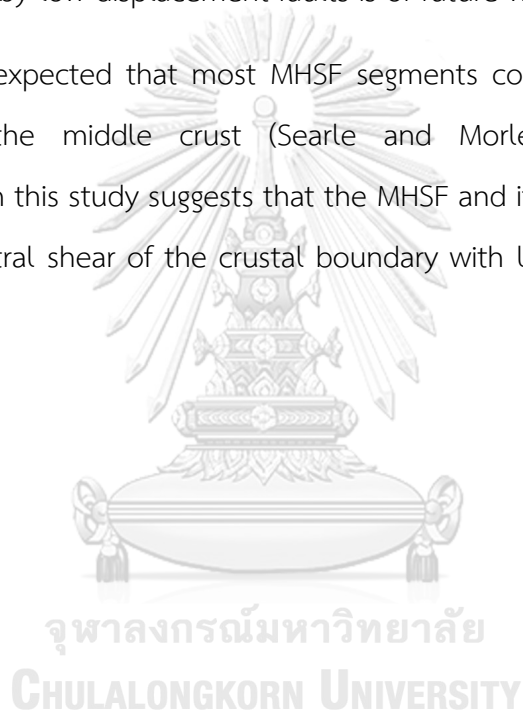 by low displacement faults is of future
expected that most MHSF segments co
the middle crust (Searle and Morle
this study suggests that the MHSF and
tral shear of the crustal boundary with
จุฬาลงกรณ์มหาวิทยาลัย
CHULALONGKORN UNIVERSITY